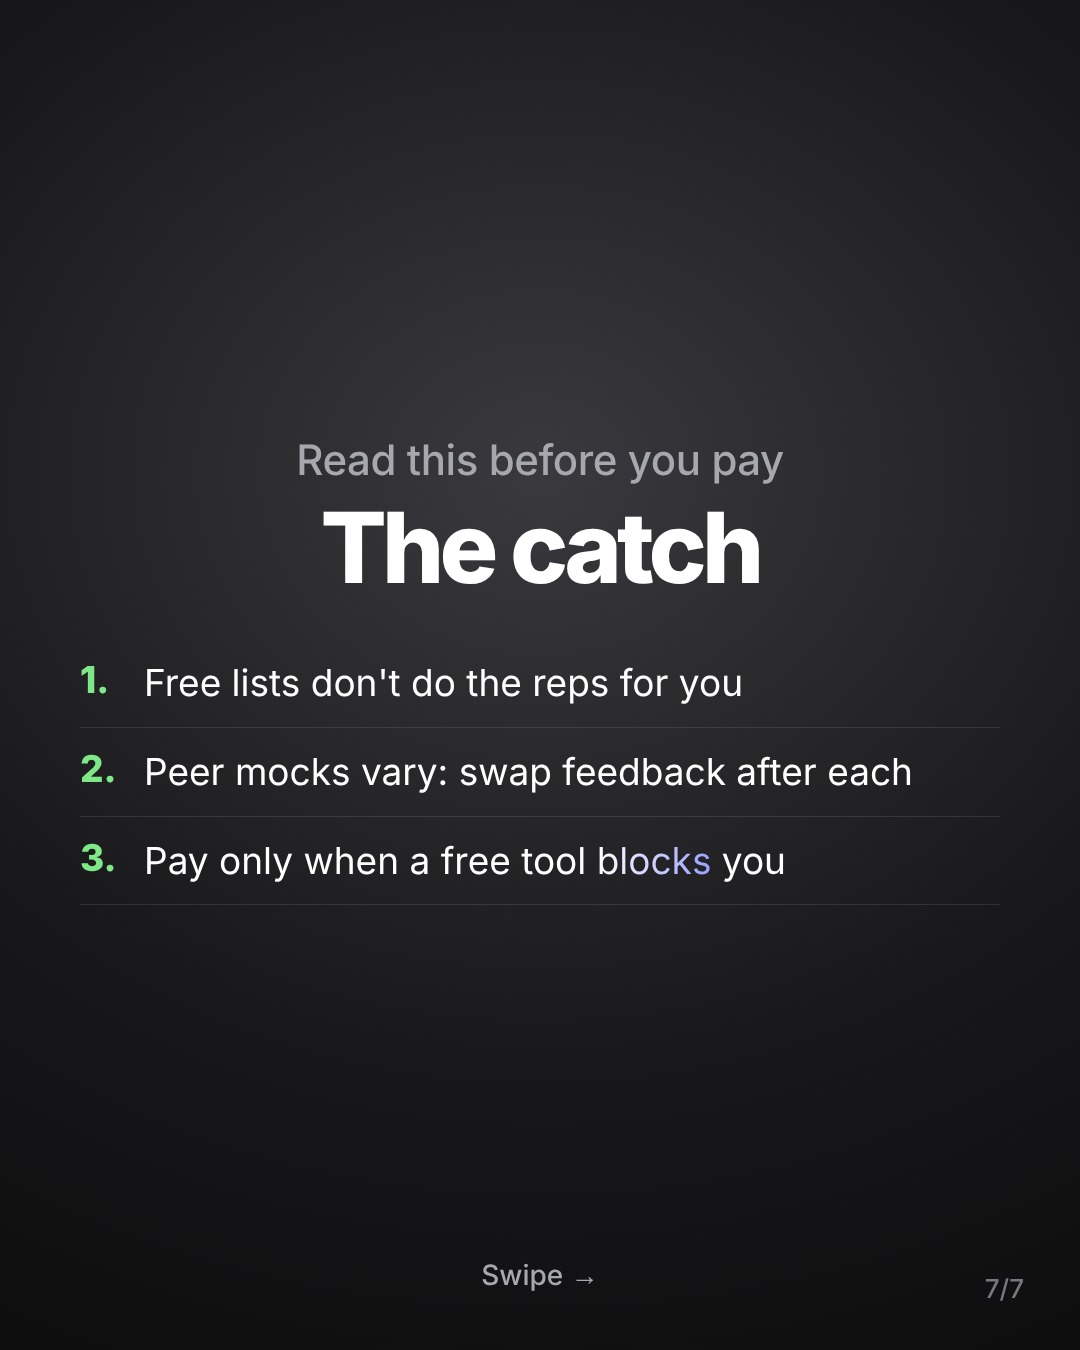 Read this before you pay
The catch
1. Free lists don't do the reps for you
2. Peer mocks vary: swap feedback after each
3. Pay only when a free tool blocks you
Swipe →
7/7